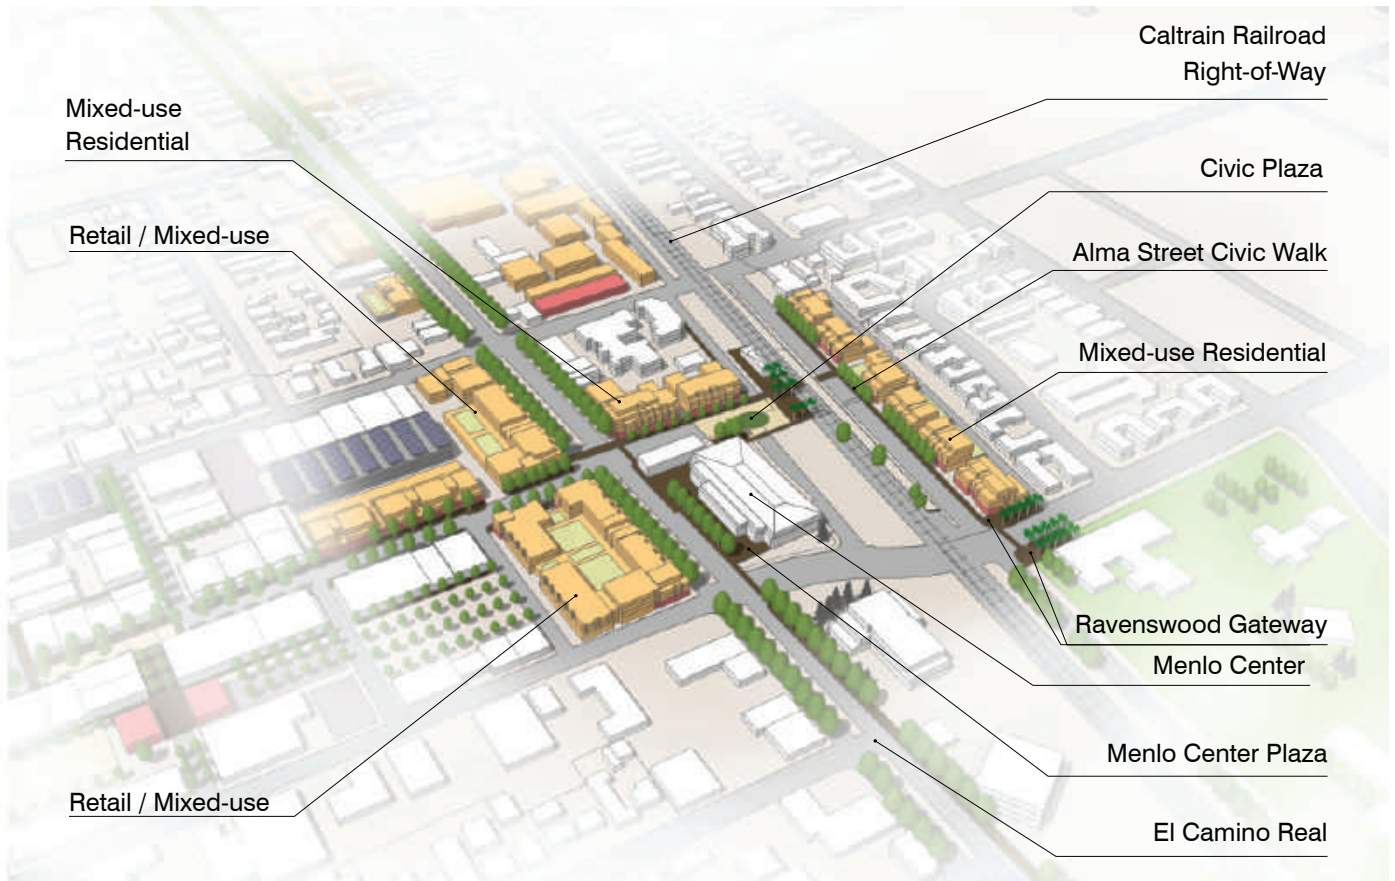 Caltrain Railroad
Right-of-Way
Mixed-use
Residential
Civic Plaza
Retail / Mixed-use
Alma Street Civic Walk
Mixed-use Residential
Ravenswood Gateway
Menlo Center
Menlo Center Plaza
Retail / Mixed-use
El Camino Real